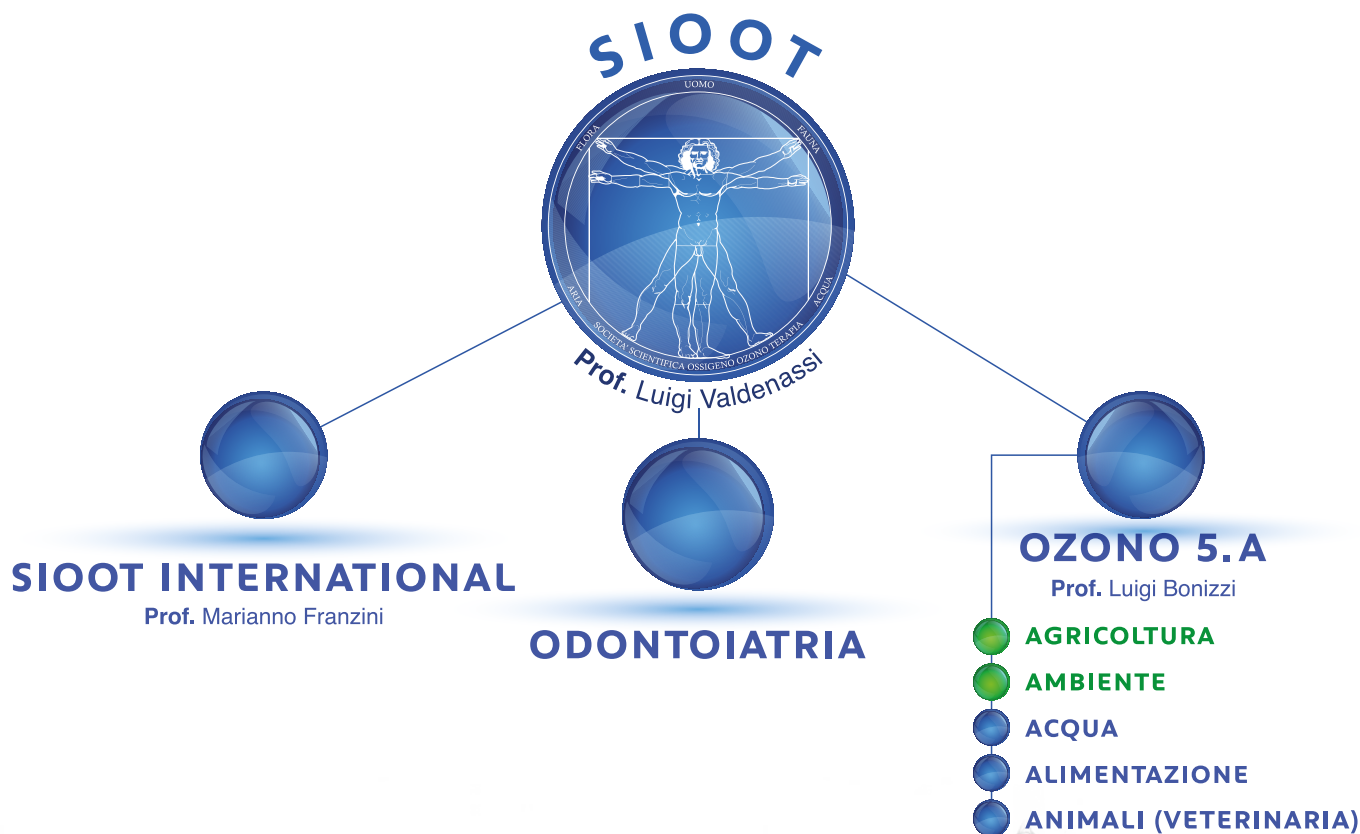 SIOOT
UOMO
FLORA
FAUNA
ARIA
ACQUA
SOCIETA' SCIENTIFICA OSSIGENO OZONO TERAPIA
Prof. Luigi Valdenassi
SIOOT INTERNATIONAL
Prof. Marianno Franzini
ODONTOIATRIA
OZONO 5.A
Prof. Luigi Bonizzi
AGRICOLTURA
AMBIENTE
ACQUA
ALIMENTAZIONE
ANIMALI (VETERINARIA)